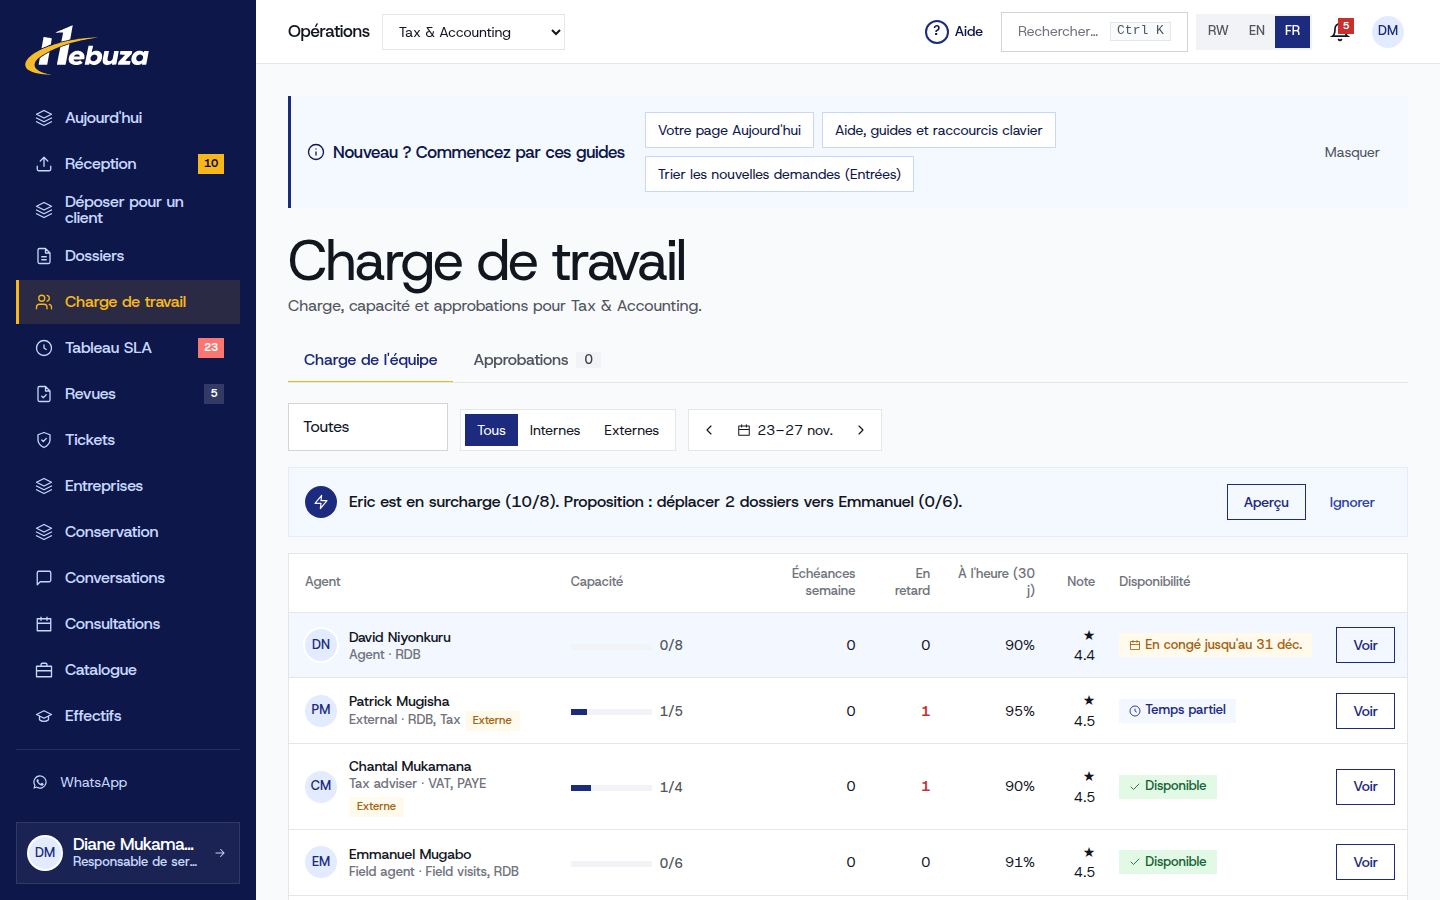 Hebuza
Aujourd'hui
Réception 10
Déposer pour un
client
Dossiers
Charge de travail
Tableau SLA 23
Revues 5
Tickets
Entreprises
Conservation
Conversations
Consultations
Catalogue
Effectifs
WhatsApp
DM Diane Mukama...
Responsable de ser...
Opérations Tax & Accounting
? Aide Rechercher... Ctrl K RW EN FR 5 DM
Nouveau ? Commencez par ces guides
Votre page Aujourd'hui Aide, guides et raccourcis clavier
Trier les nouvelles demandes (Entrées)
Masquer
Charge de travail
Charge, capacité et approbations pour Tax & Accounting.
Charge de l'équipe Approbations 0
Toutes Tous Internes Externes 23–27 nov.
Eric est en surcharge (10/8). Proposition : déplacer 2 dossiers vers Emmanuel (0/6). Aperçu Ignorer
Agent Capacité Échéances semaine En retard À l'heure (30 j) Note Disponibilité
DN David Niyonkuru 0/8 0 0 90% ★ 4.4 En congé jusqu'au 31 déc. Voir
Agent · RDB
PM Patrick Mugisha 1/5 0 1 95% ★ 4.5 Temps partiel Voir
External · RDB, Tax Externe
CM Chantal Mukamana 1/4 0 1 90% ★ 4.5 Disponible Voir
Tax adviser · VAT, PAYE
Externe
EM Emmanuel Mugabo 0/6 0 0 91% ★ 4.5 Disponible Voir
Field agent · Field visits, RDB